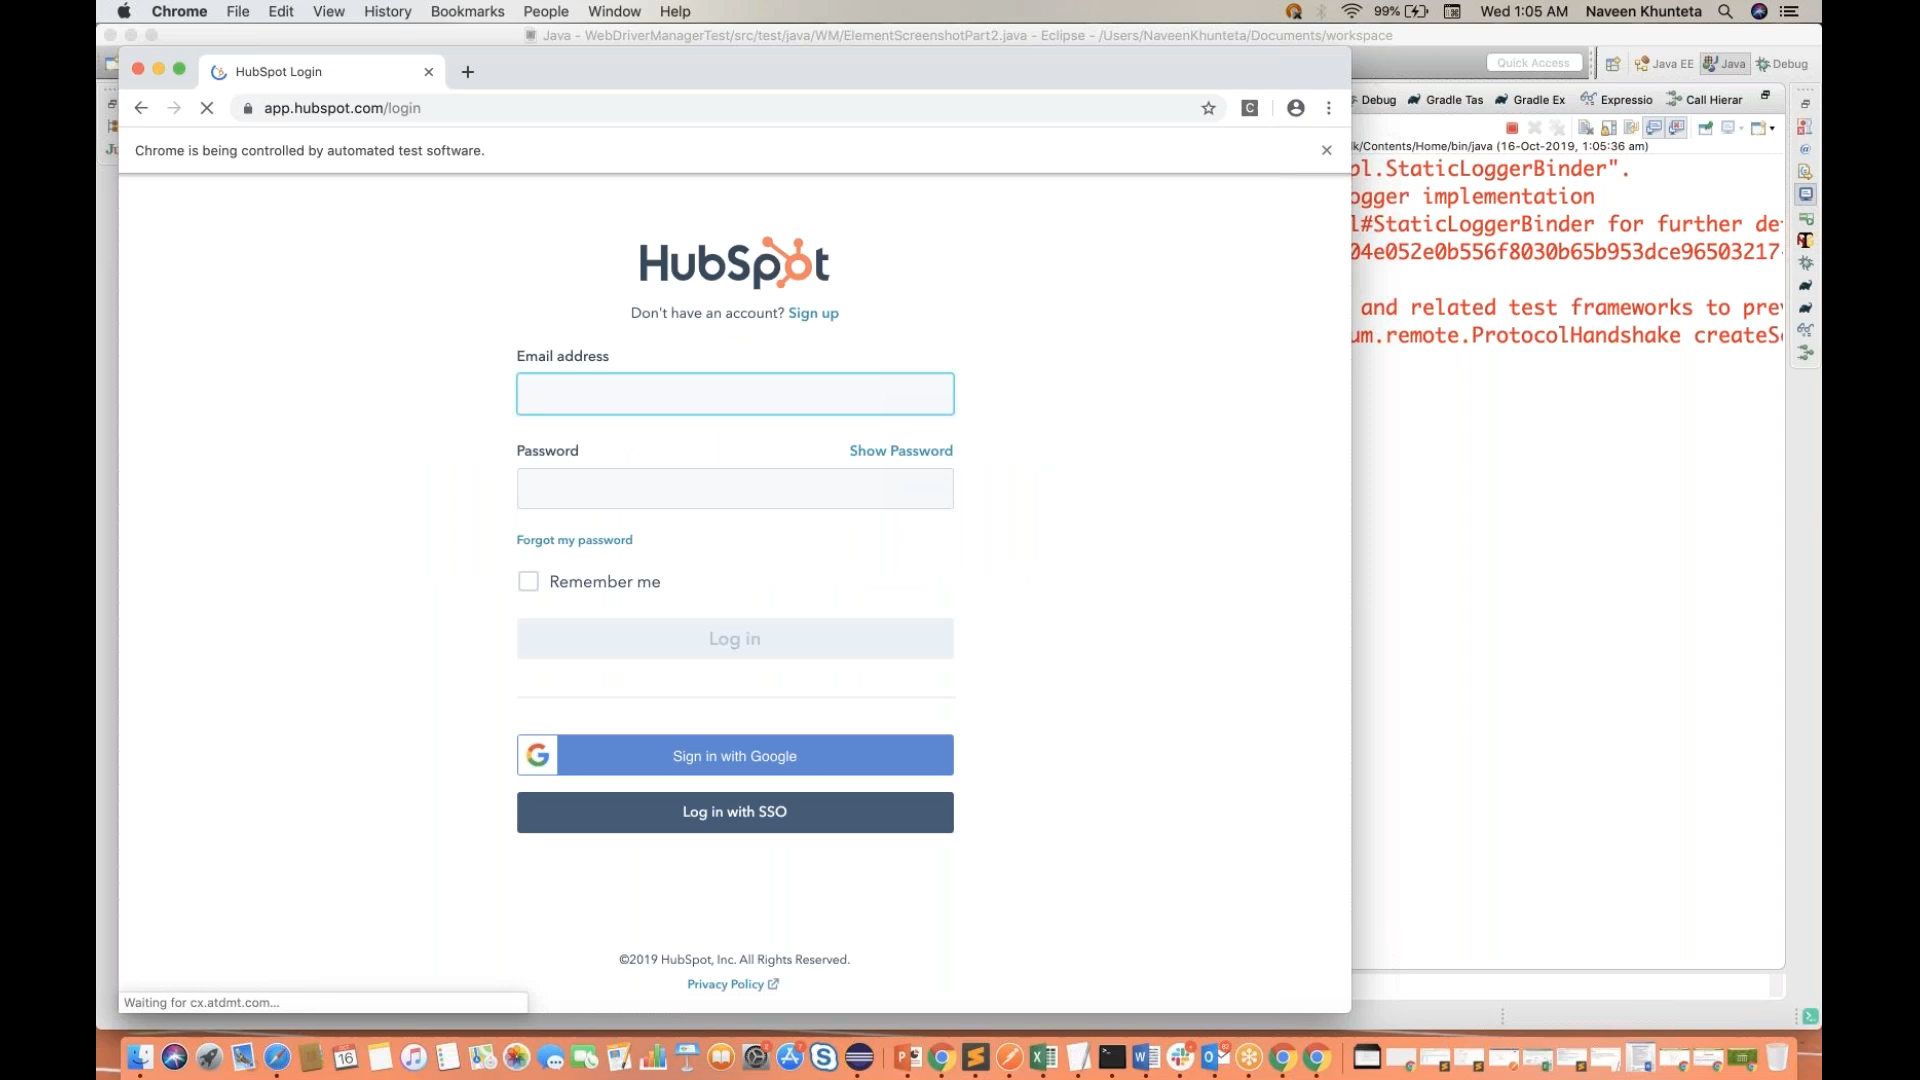 Chrome File Edit View History Bookmarks People Window Help
99% Wed 1:05 AM Naveen Khunteta
Java - WebDriverManagerTest/src/test/java/WM/ElementScreenshotPart2.java - Eclipse - /Users/NaveenKhunteta/Documents/workspace
HubSpot Login
Quick Access
Java EE Java Debug
app.hubspot.com/login
Debug Gradle Tas Gradle Ex Expressio Call Hierar
Chrome is being controlled by automated test software.
k/Contents/Home/bin/java (16-Oct-2019, 1:05:36 am)
pl.StaticLoggerBinder".
ogger implementation
l#StaticLoggerBinder for further de
04e052e0b556f8030b65b953dce96503217
and related test frameworks to pre
um.remote.ProtocolHandshake createS
HubSpot
Don't have an account? Sign up
Email address
Password Show Password
Forgot my password
Remember me
Log in
Sign in with Google
Log in with SSO
©2019 HubSpot, Inc. All Rights Reserved.
Privacy Policy
Waiting for cx.atdmt.com...
16